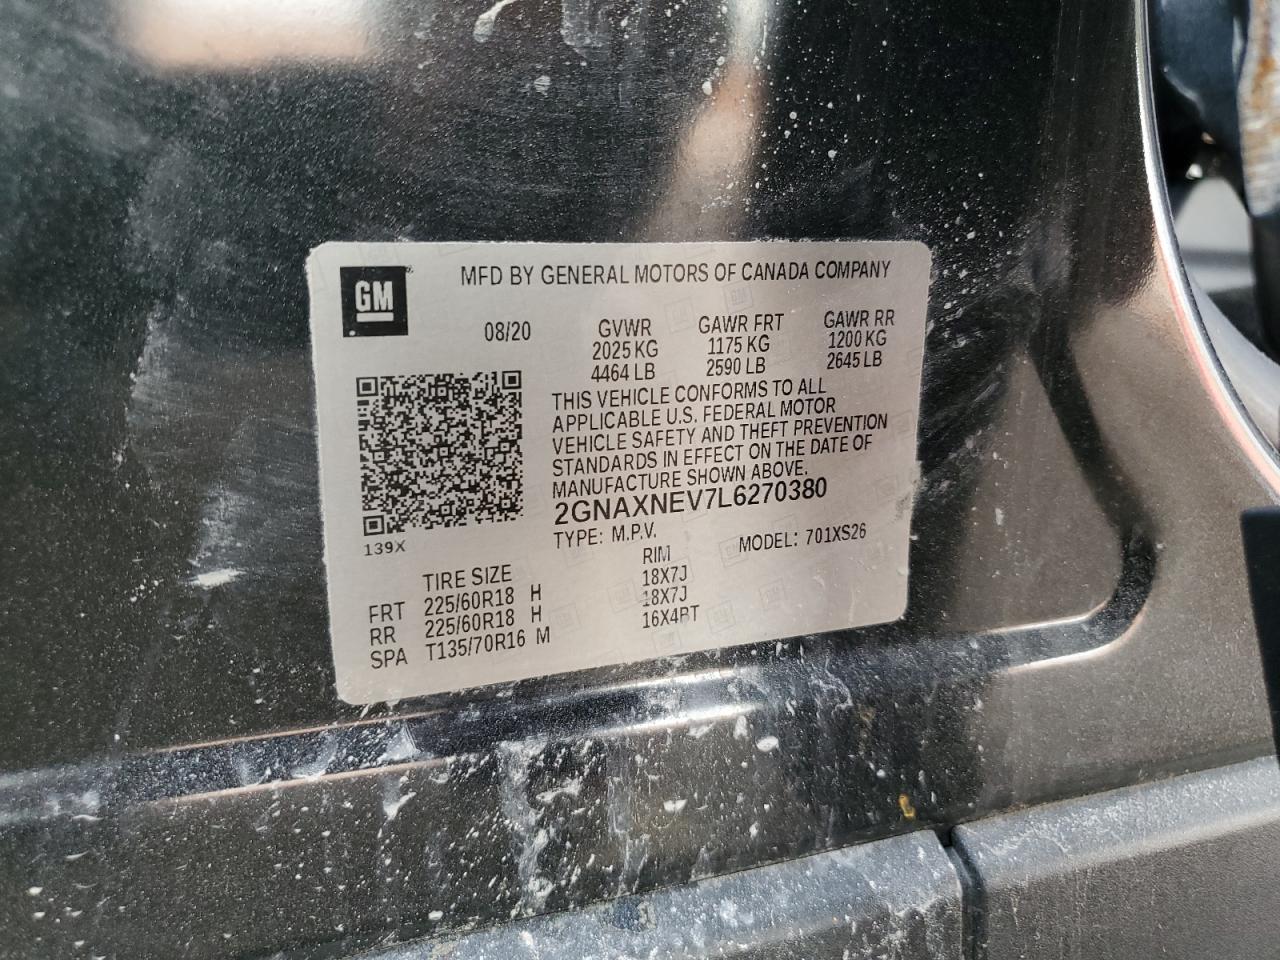 GM
MFD BY GENERAL MOTORS OF CANADA COMPANY
08/20
GVWR GAWR FRT GAWR RR
2025 KG 1175 KG 1200 KG
4464 LB 2590 LB 2645 LB
THIS VEHICLE CONFORMS TO ALL
APPLICABLE U.S. FEDERAL MOTOR
VEHICLE SAFETY AND THEFT PREVENTION
STANDARDS IN EFFECT ON THE DATE OF
MANUFACTURE SHOWN ABOVE.
2GNAXNEV7L6270380
139X
TYPE: M.P.V. MODEL: 701XS26
TIRE SIZE RIM
FRT 225/60R18 H 18X7J
RR 225/60R18 H 18X7J
SPA T135/70R16 M 16X4BT